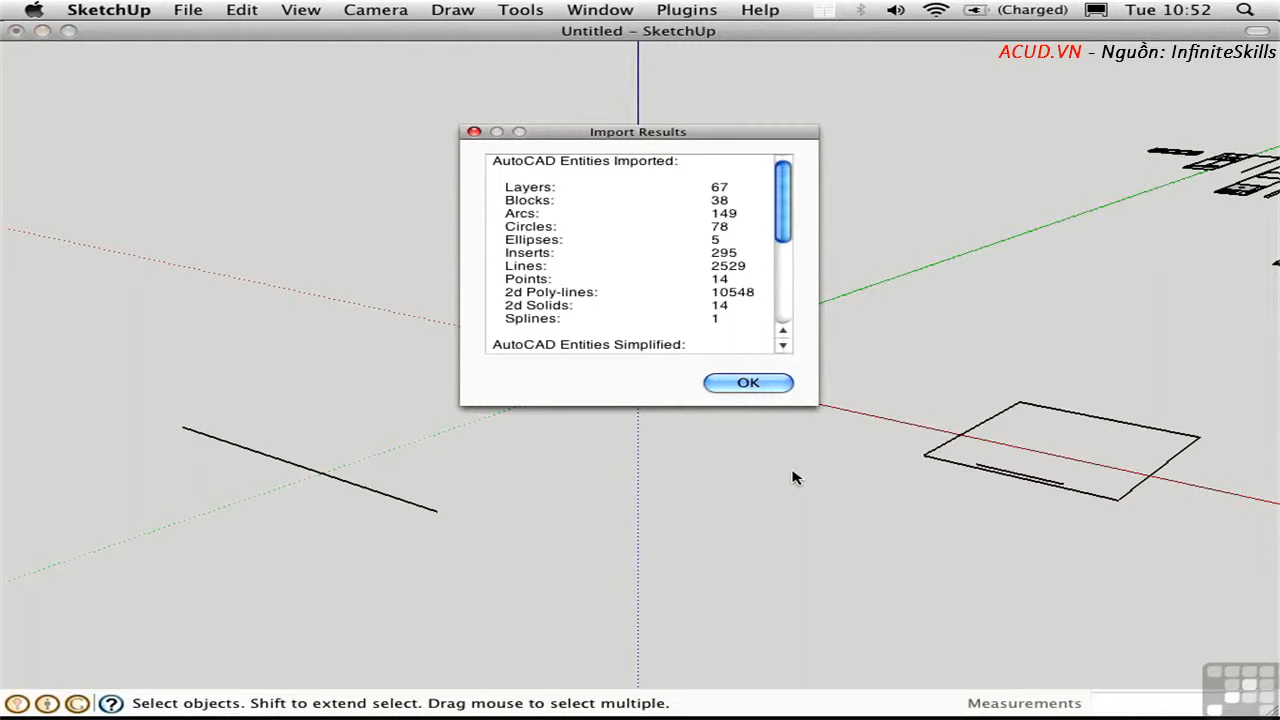 SketchUp File Edit View Camera Draw Tools Window Plugins Help (Charged) Tue 10:52
Untitled - SketchUp
ACUD.VN - Nguồn: InfiniteSkills
Import Results
AutoCAD Entities Imported:
Layers: 67
Blocks: 38
Arcs: 149
Circles: 78
Ellipses: 5
Inserts: 295
Lines: 2529
Points: 14
2d Poly-lines: 10548
2d Solids: 14
Splines: 1
AutoCAD Entities Simplified:
OK
Select objects. Shift to extend select. Drag mouse to select multiple. Measurements